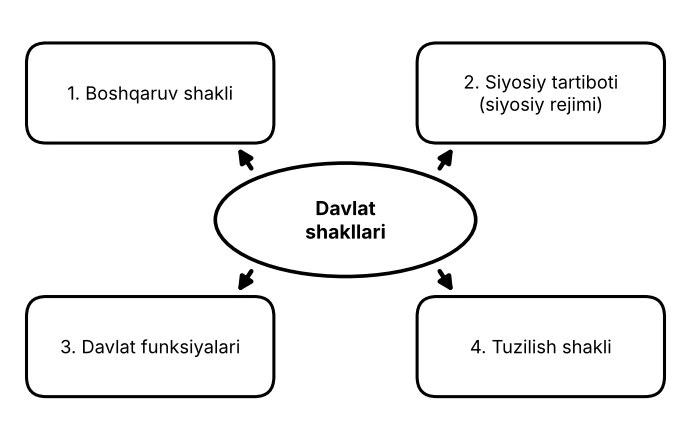 1. Boshqaruv shakli
2. Siyosiy tartiboti
(siyosiy rejimi)
Davlat
shakllari
3. Davlat funksiyalari
4. Tuzilish shakli